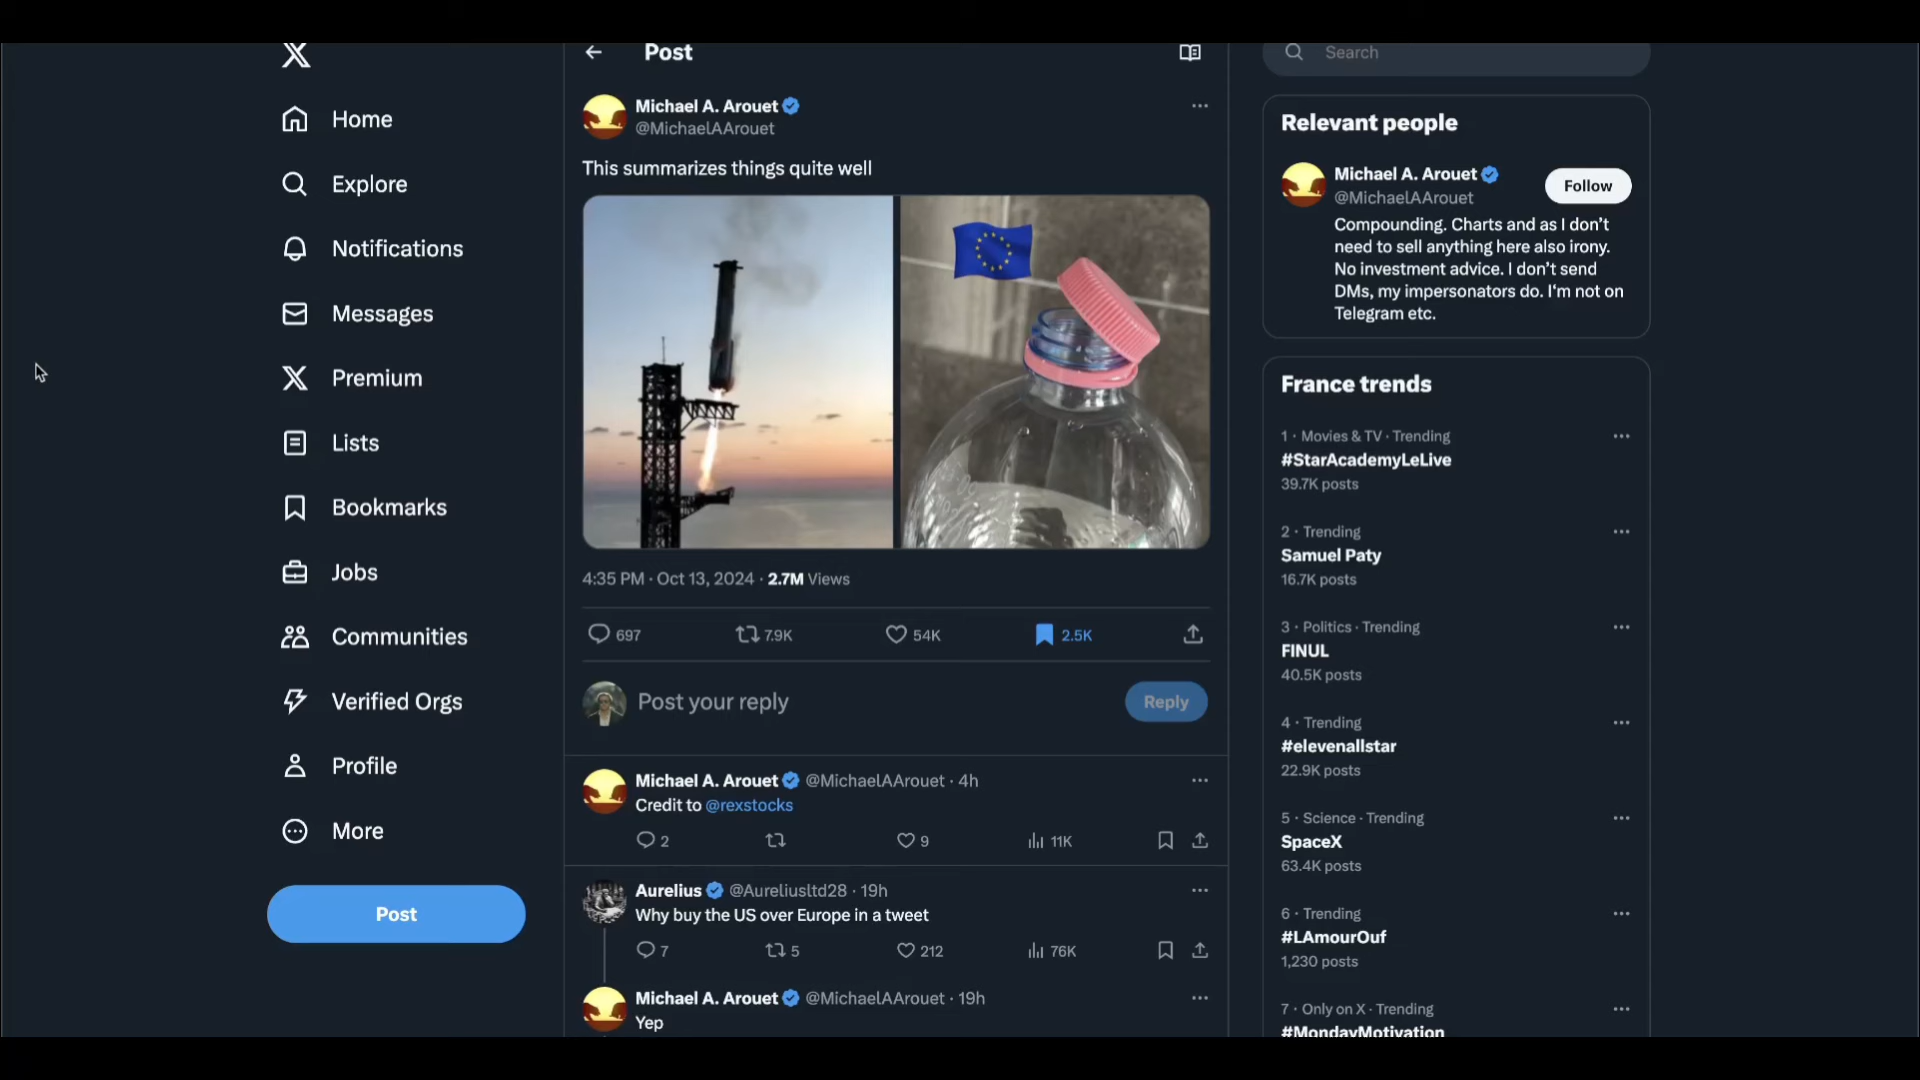 Home
Explore
Notifications
Messages
Premium
Lists
Bookmarks
Jobs
Communities
Verified Orgs
Profile
More
Post
Post
Michael A. Arouet
@MichaelAArouet
This summarizes things quite well
4:35 PM · Oct 13, 2024 · 2.7M Views
697 7.9K 54K 2.5K
Post your reply
Reply
Michael A. Arouet @MichaelAArouet · 4h
Credit to @rexstocks
2 9 11K
Aurelius @Aureliusltd28 · 19h
Why buy the US over Europe in a tweet
7 5 212 76K
Michael A. Arouet @MichaelAArouet · 19h
Yep
Search
Relevant people
Michael A. Arouet
@MichaelAArouet
Follow
Compounding. Charts and as I don't
need to sell anything here also irony.
No investment advice. I don't send
DMs, my impersonators do. I'm not on
Telegram etc.
France trends
1 · Movies & TV · Trending
#StarAcademyLeLive
39.7K posts
2 · Trending
Samuel Paty
16.7K posts
3 · Politics · Trending
FINUL
40.5K posts
4 · Trending
#elevenallstar
22.9K posts
5 · Science · Trending
SpaceX
63.4K posts
6 · Trending
#LAmourOuf
1,230 posts
7 · Only on X · Trending
#MondayMotivation